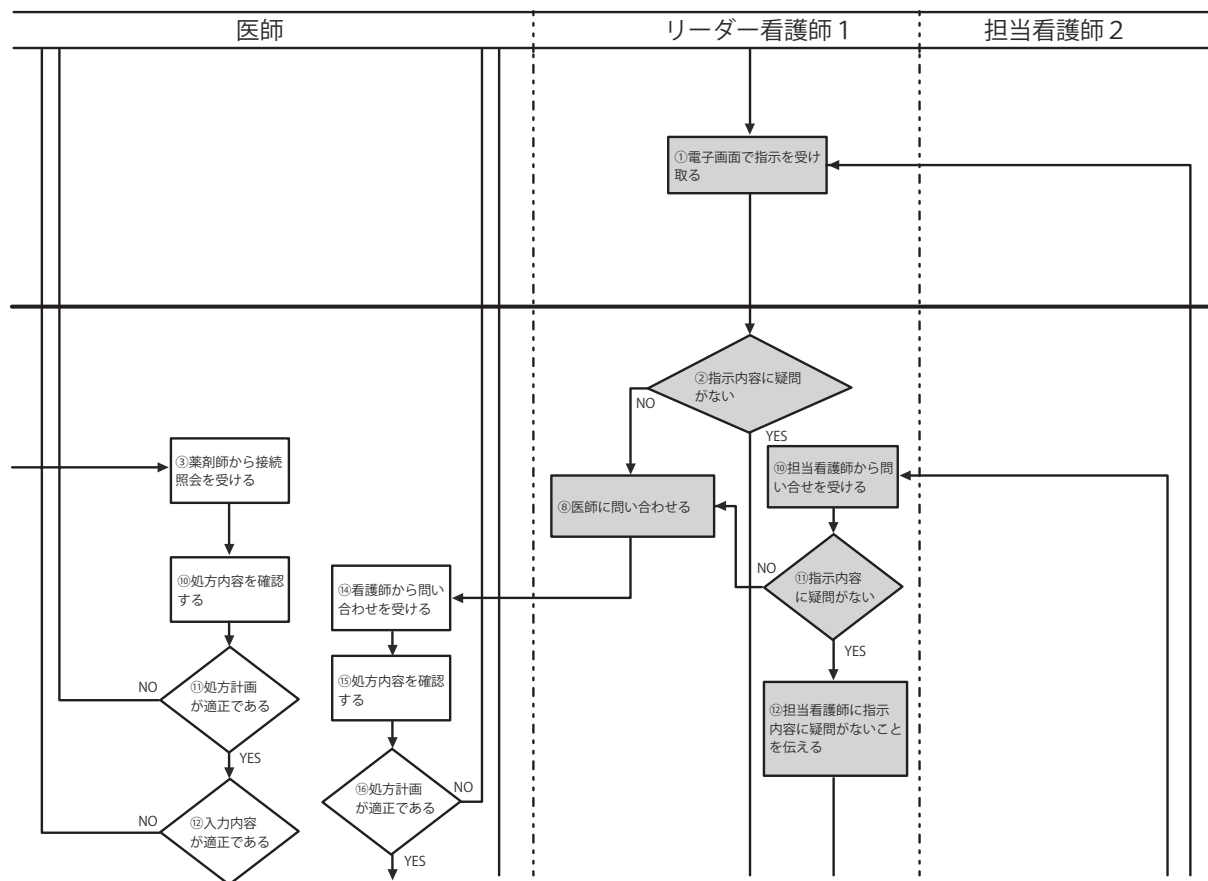 医師
リーダー看護師1
担当看護師2
①電子画面で指示を受け
取る
②指示内容に疑問
がない
NO
YES
③薬剤師から接続
照会を受ける
⑧医師に問い合わせる
⑩担当看護師から問
い合せを受ける
NO
⑪指示内容
に疑問がない
YES
⑩処方内容を確認
する
⑭看護師から問い
合わせを受ける
NO
⑪処方計画
が適正である
YES
⑮処方内容を確認
する
⑫担当看護師に指示
内容に疑問がないこと
を伝える
NO
⑫入力内容
が適正である
⑯処方計画
が適正である
NO
YES